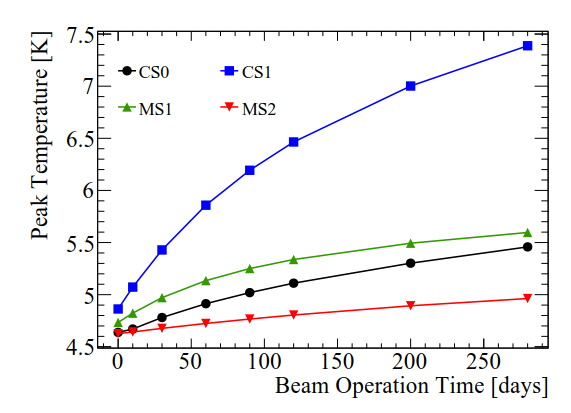 7.5
7
6.5
6
5.5
5
4.5
Peak Temperature [K]
CS0
CS1
MS1
MS2
0 50 100 150 200 250
Beam Operation Time [days]